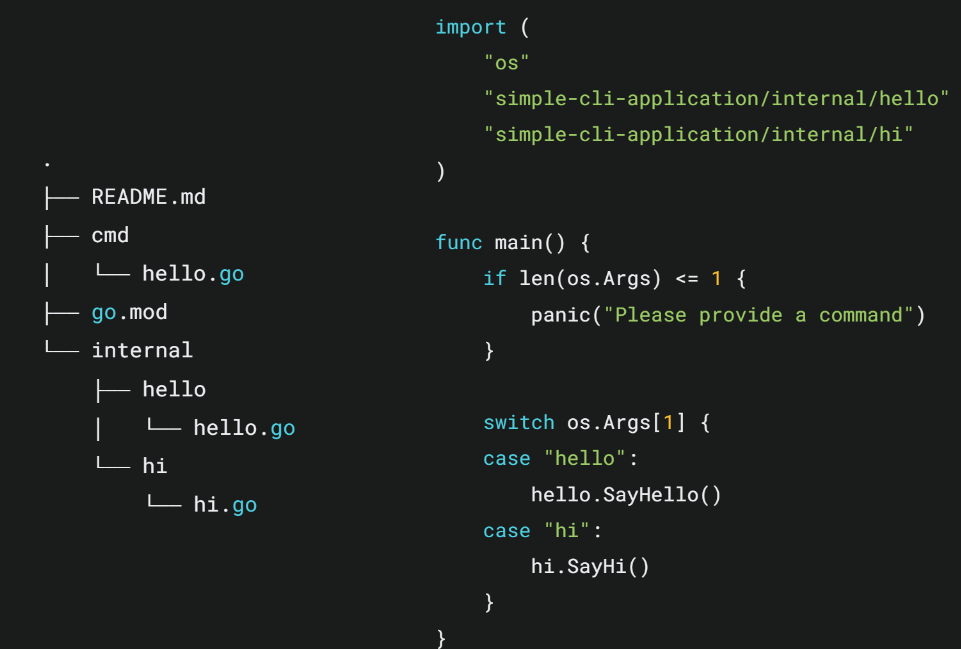 .
├── README.md
├── cmd
│   └── hello.go
├── go.mod
└── internal
    ├── hello
    │   └── hello.go
    └── hi
        └── hi.go
import (
    "os"
    "simple-cli-application/internal/hello"
    "simple-cli-application/internal/hi"
)
func main() {
    if len(os.Args) <= 1 {
        panic("Please provide a command")
    }
    switch os.Args[1] {
    case "hello":
        hello.SayHello()
    case "hi":
        hi.SayHi()
    }
}